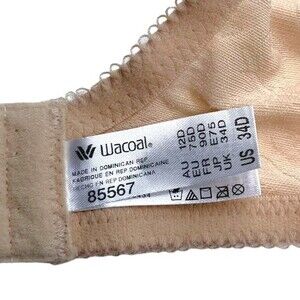 Wacoal®
MADE IN DOMINICAN REP.
FABRIQUE EN REP. DOMINICAINE
HECHO EN REP. DOMINICANA
85567
AU 12D
EU 75D
FR 90D
JP E75
UK 34D
US 34D